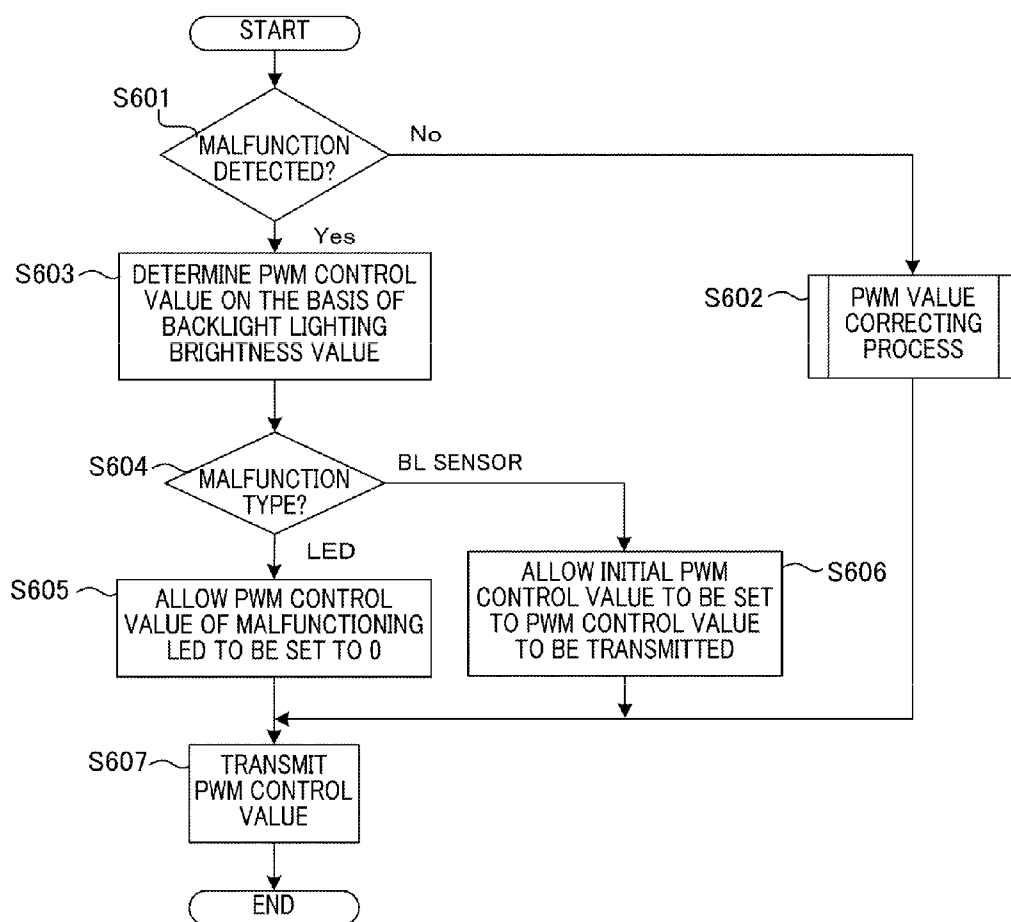 START
S601
MALFUNCTION
DETECTED?
No
Yes
S603
DETERMINE PWM CONTROL
VALUE ON THE BASIS OF
BACKLIGHT LIGHTING
BRIGHTNESS VALUE
S602
PWM VALUE
CORRECTING
PROCESS
S604
MALFUNCTION
TYPE?
BL SENSOR
LED
S605
ALLOW PWM CONTROL
VALUE OF MALFUNCTIONING
LED TO BE SET TO 0
ALLOW INITIAL PWM
CONTROL VALUE TO BE SET
TO PWM CONTROL VALUE
TO BE TRANSMITTED
S606
S607
TRANSMIT
PWM CONTROL
VALUE
END